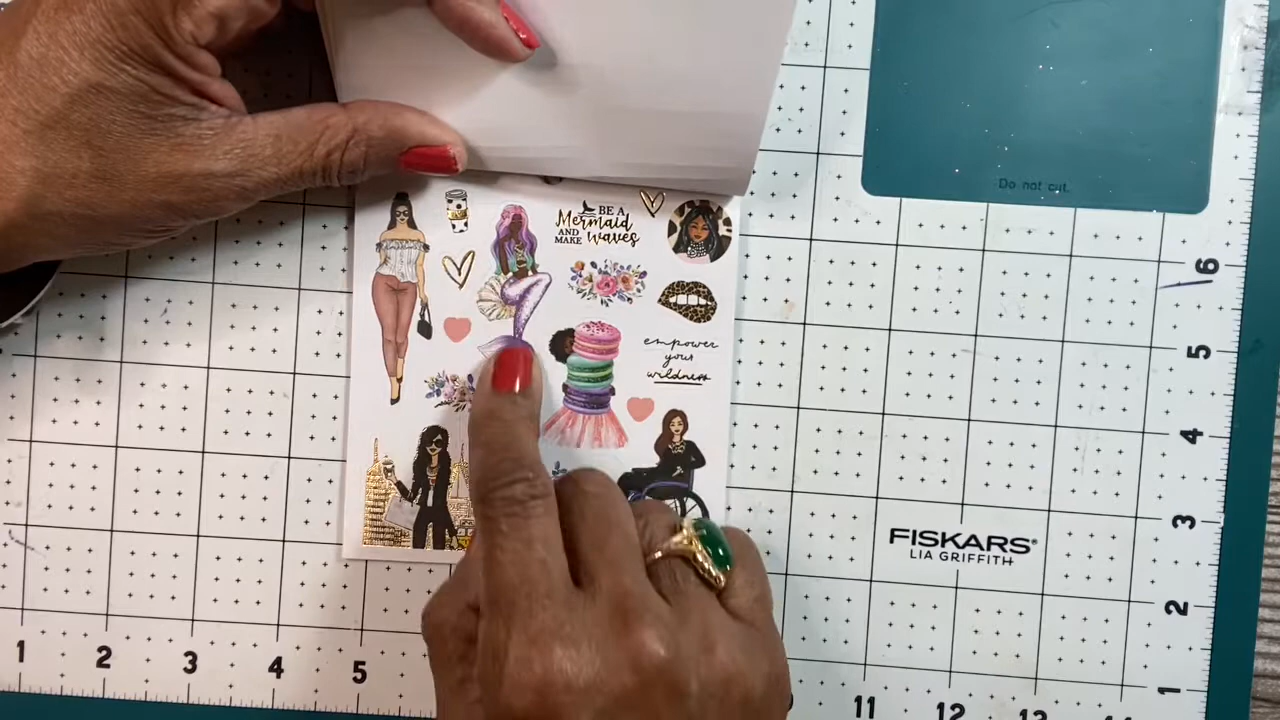 Do not cut.
BE A
Mermaid
AND
MAKE waves
empower
your
wildness
FISKARS®
LIA GRIFFITH
6
5
4
3
2
1
1 2 3 4 5 11 12 13